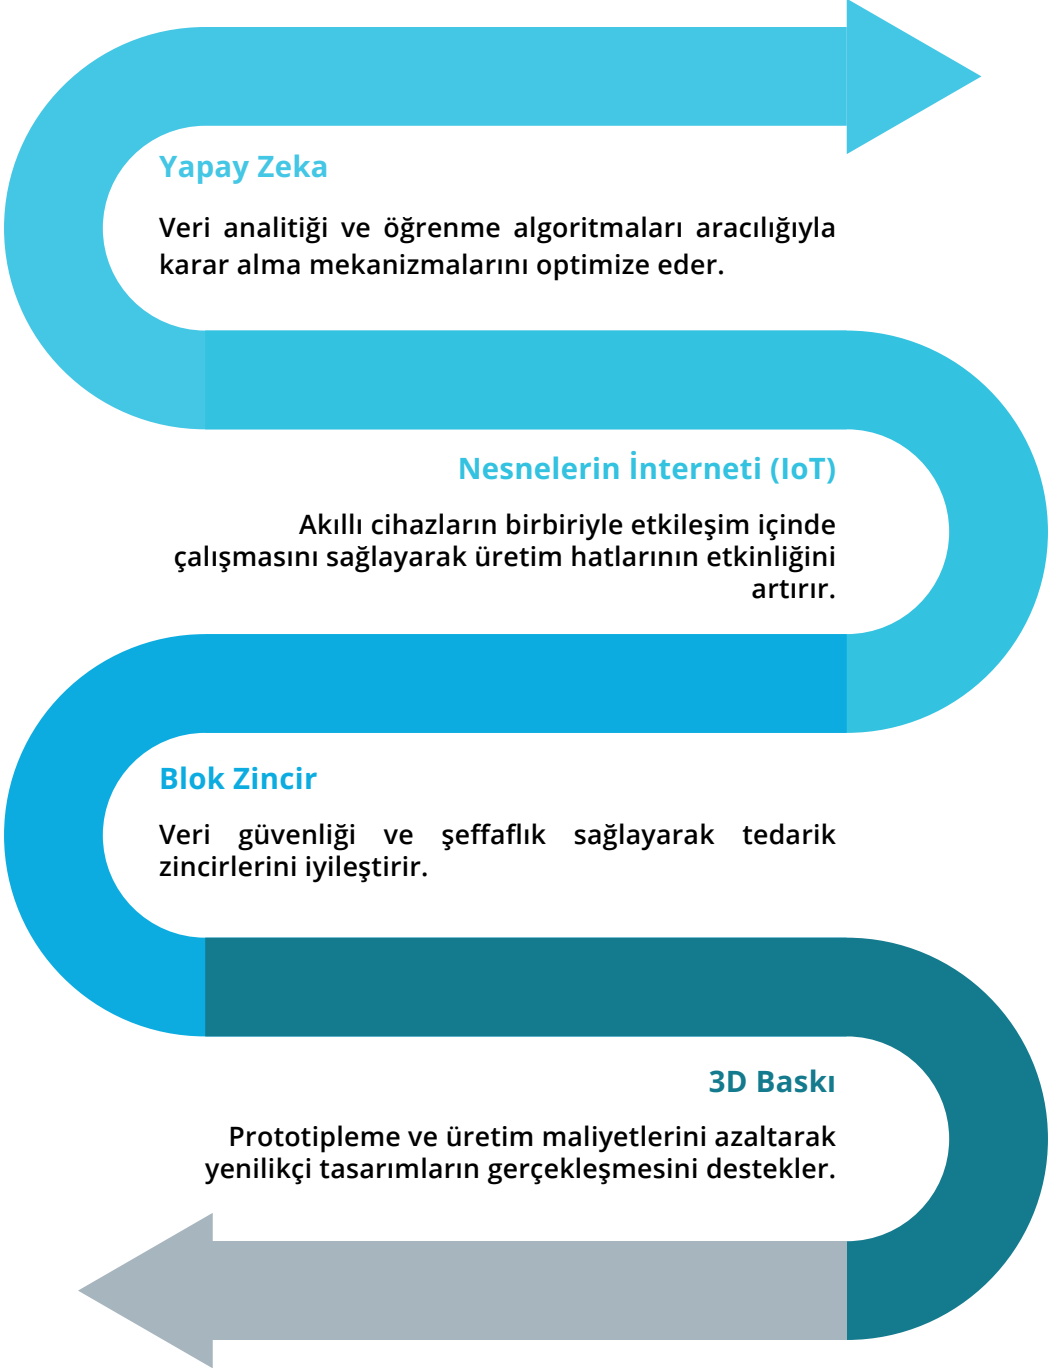 Yapay Zeka
Veri analitiği ve öğrenme algoritmaları aracılığıyla
karar alma mekanizmalarını optimize eder.
Nesnelerin İnterneti (IoT)
Akıllı cihazların birbiriyle etkileşim içinde
çalışmasını sağlayarak üretim hatlarının etkinliğini
artırır.
Blok Zincir
Veri güvenliği ve şeffaflık sağlayarak tedarik
zincirlerini iyileştirir.
3D Baskı
Prototipleme ve üretim maliyetlerini azaltarak
yenilikçi tasarımların gerçekleşmesini destekler.